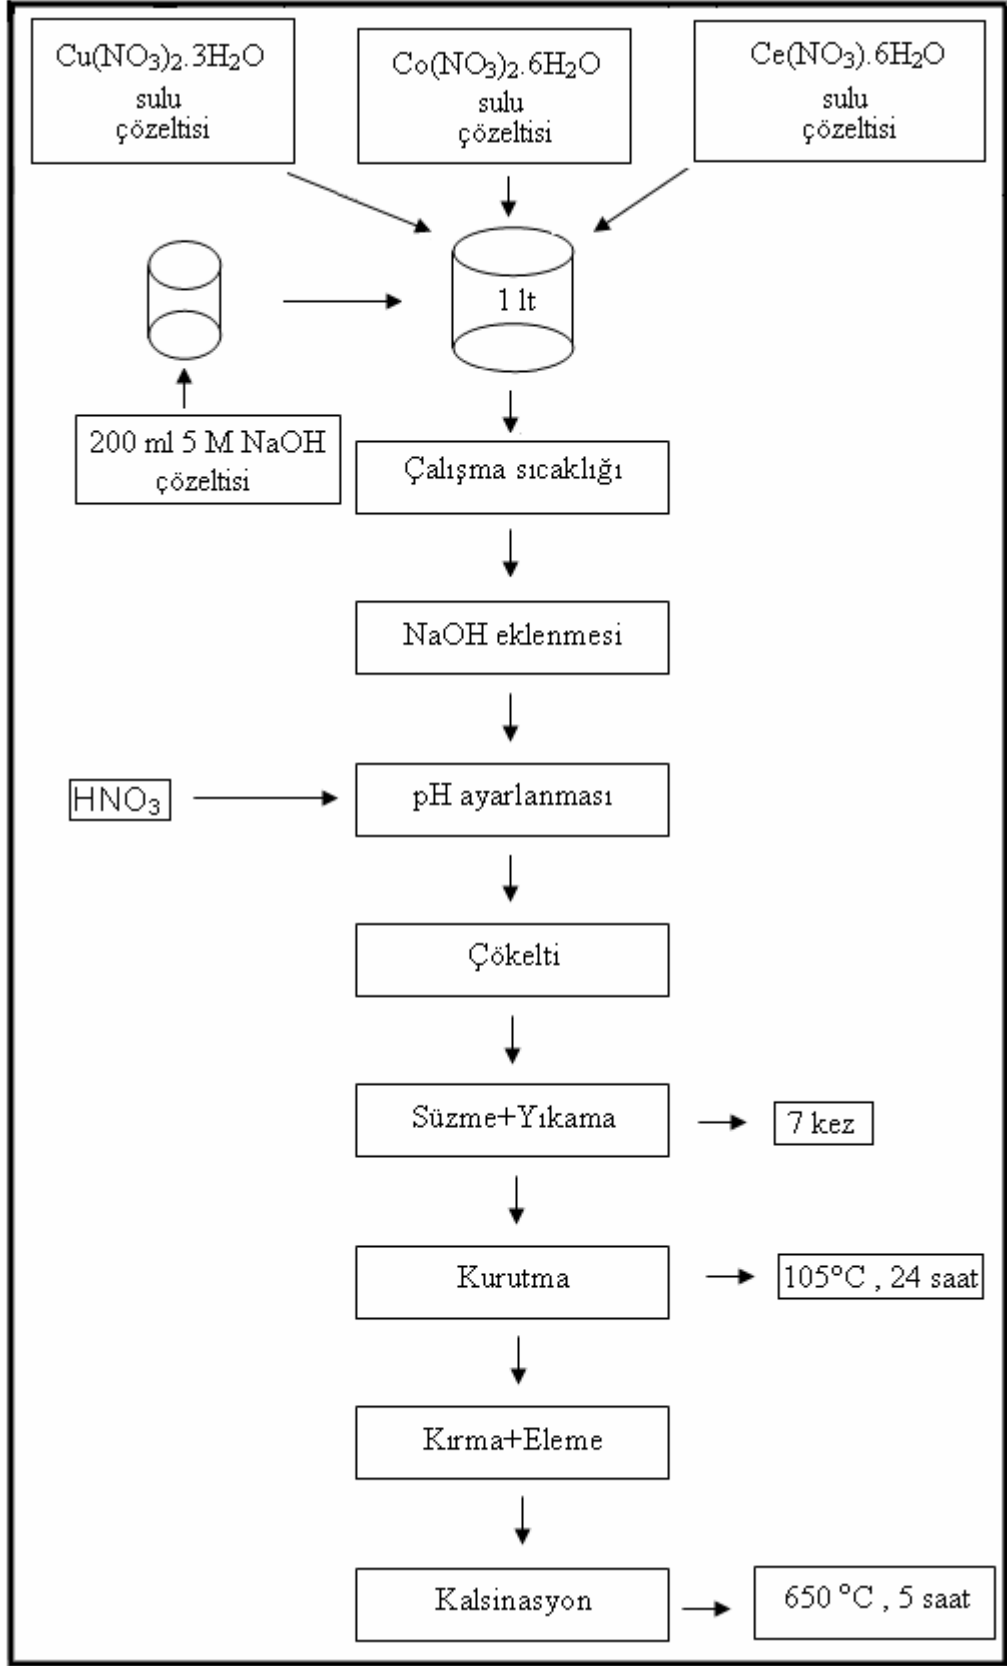 Cu(NO₃)₂.3H₂O
sulu
çözeltisi
Co(NO₃)₂.6H₂O
sulu
çözeltisi
Ce(NO₃).6H₂O
sulu
çözeltisi
1 lt
200 ml 5 M NaOH
çözeltisi
Çalışma sıcaklığı
NaOH eklenmesi
HNO₃
pH ayarlanması
Çökelti
Süzme+Yıkama
7 kez
Kurutma
105°C , 24 saat
Kırma+Eleme
Kalsinasyon
650 °C , 5 saat